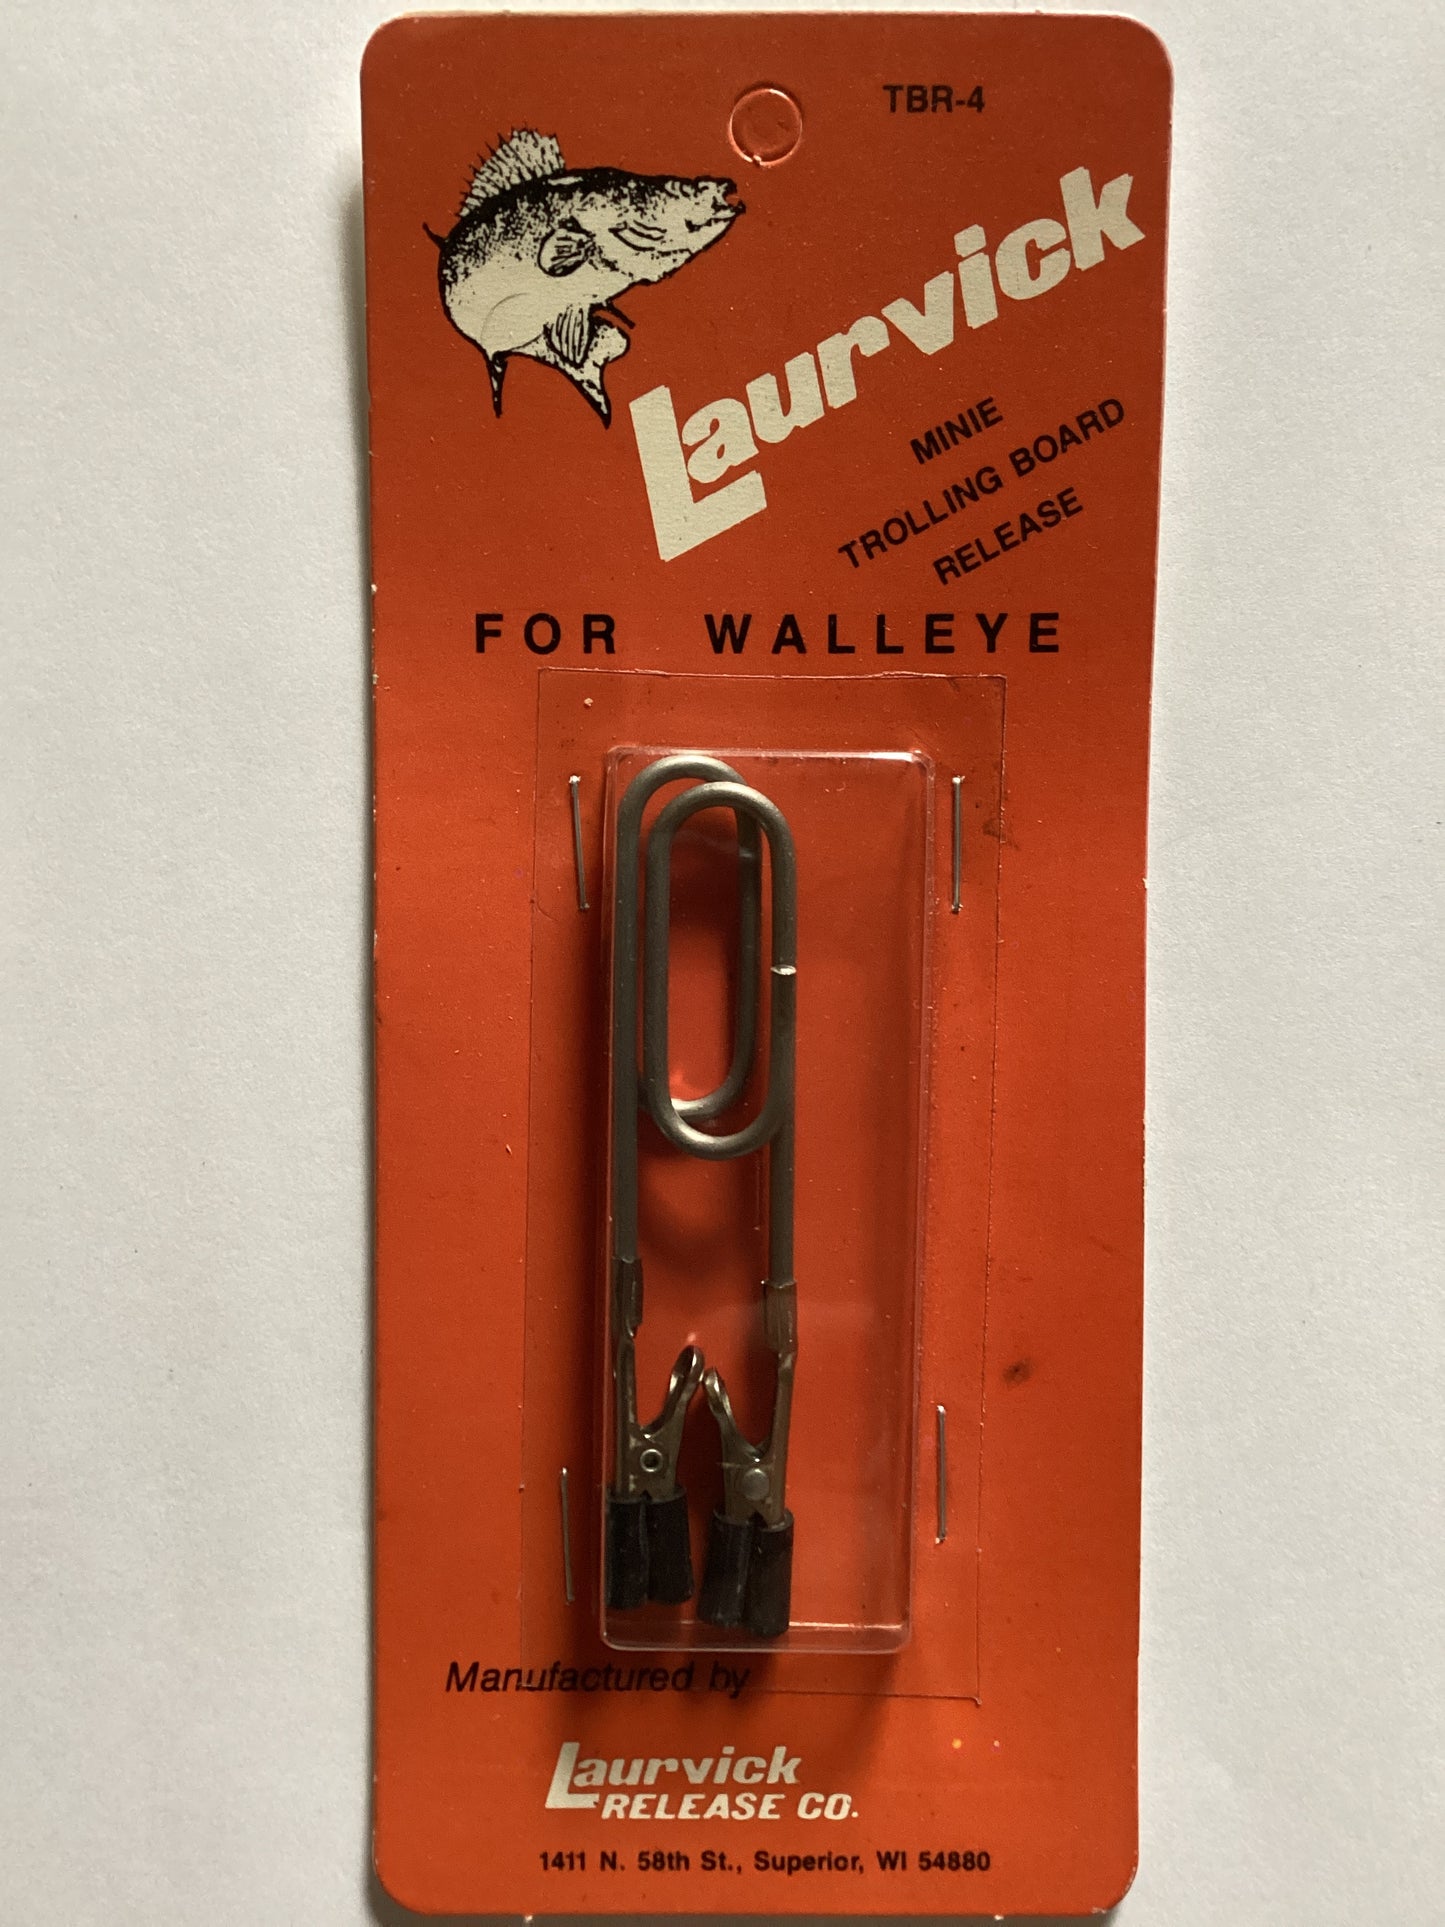 TBR-4
Laurvick
MINIE
TROLLING BOARD
RELEASE
FOR WALLEYE
Manufactured by
Laurvick
RELEASE CO.
1411 N. 58th St., Superior, WI 54880